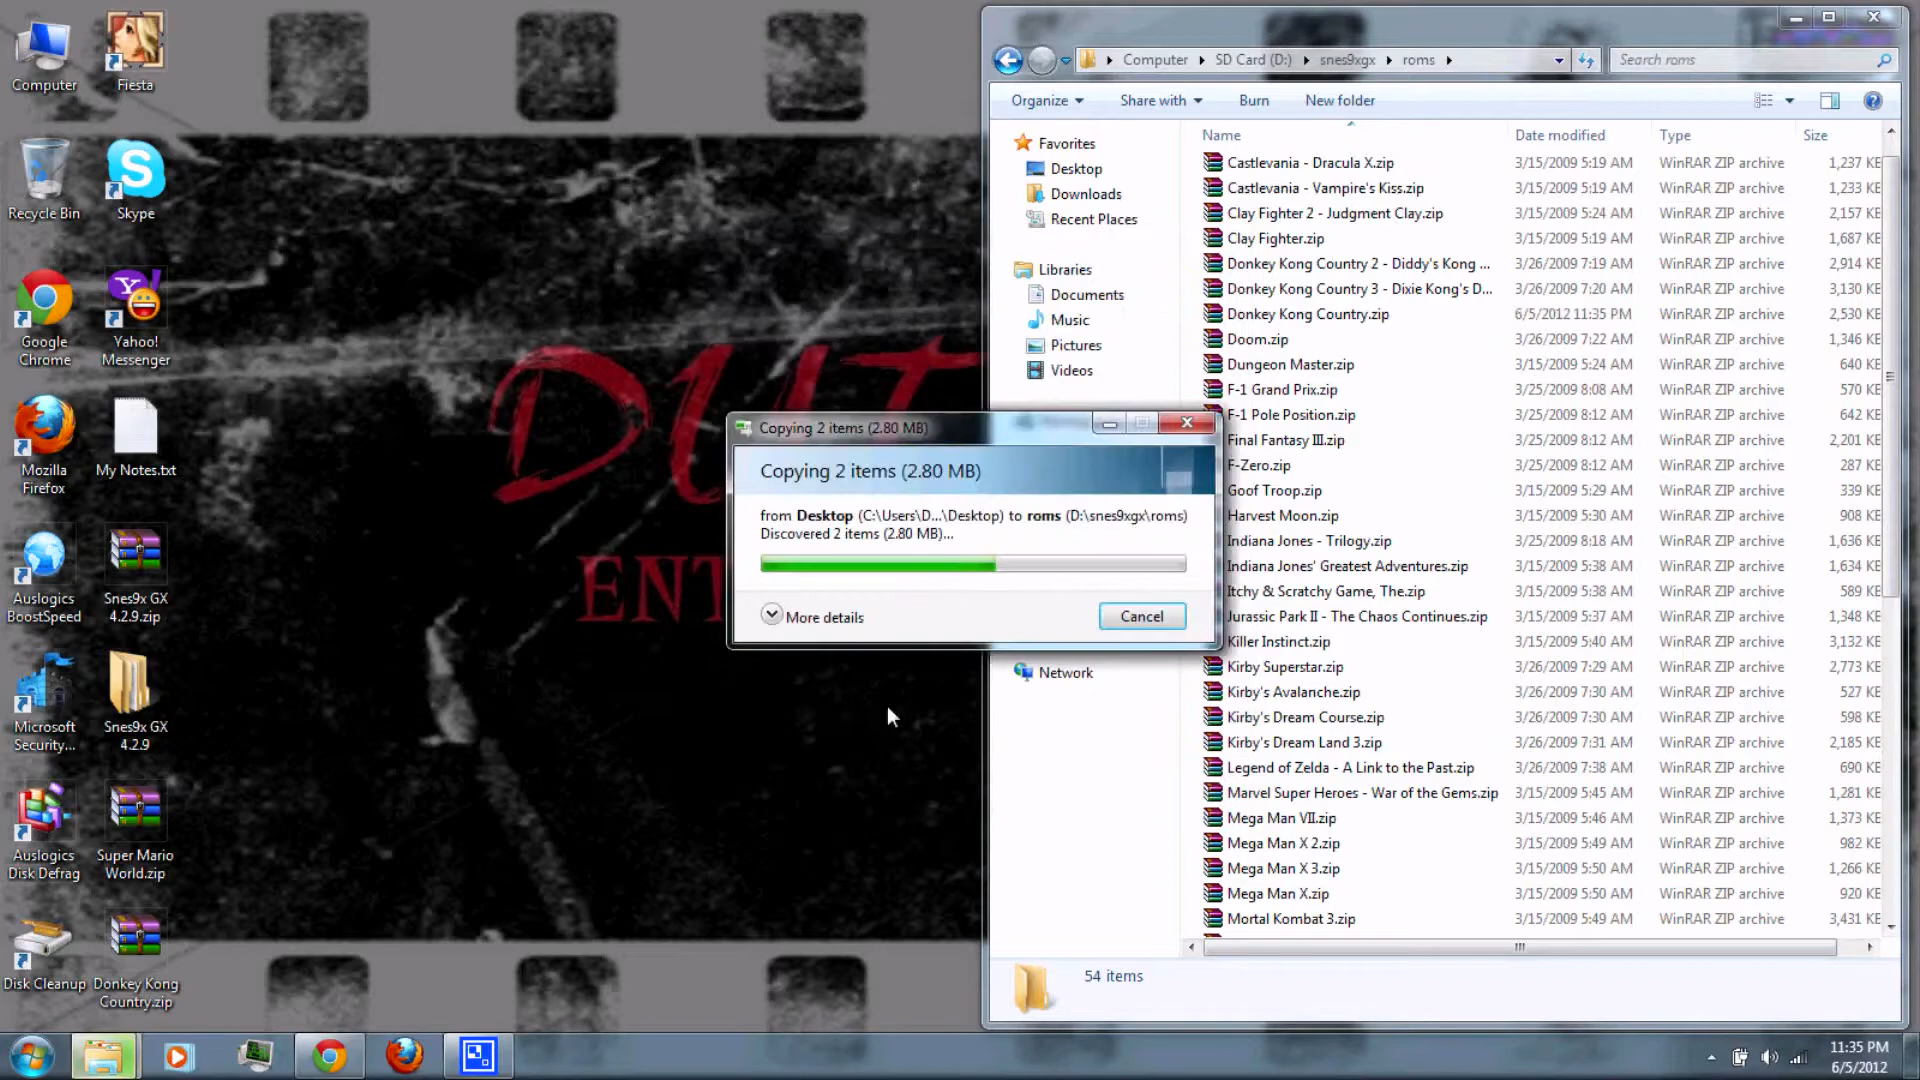 Computer
Fiesta
Recycle Bin
Skype
Google
Chrome
Yahoo!
Messenger
Mozilla
Firefox
My Notes.txt
Auslogics
BoostSpeed
Snes9x GX
4.2.9.zip
Microsoft
Security...
Snes9x GX
4.2.9
Auslogics
Disk Defrag
Super Mario
World.zip
Disk Cleanup
Donkey Kong
Country.zip
DUT
ENT
Computer SD Card (D:) snes9xgx roms
Search roms
Organize Share with Burn New folder
Favorites
Desktop
Downloads
Recent Places
Libraries
Documents
Music
Pictures
Videos
Network
Name Date modified Type Size
Castlevania - Dracula X.zip 3/15/2009 5:19 AM WinRAR ZIP archive 1,237 KB
Castlevania - Vampire's Kiss.zip 3/15/2009 5:19 AM WinRAR ZIP archive 1,233 KB
Clay Fighter 2 - Judgment Clay.zip 3/15/2009 5:24 AM WinRAR ZIP archive 2,157 KB
Clay Fighter.zip 3/15/2009 5:19 AM WinRAR ZIP archive 1,687 KB
Donkey Kong Country 2 - Diddy's Kong ... 3/26/2009 7:19 AM WinRAR ZIP archive 2,914 KB
Donkey Kong Country 3 - Dixie Kong's D... 3/26/2009 7:20 AM WinRAR ZIP archive 3,130 KB
Donkey Kong Country.zip 6/5/2012 11:35 PM WinRAR ZIP archive 2,530 KB
Doom.zip 3/26/2009 7:22 AM WinRAR ZIP archive 1,346 KB
Dungeon Master.zip 3/15/2009 5:24 AM WinRAR ZIP archive 640 KB
F-1 Grand Prix.zip 3/25/2009 8:08 AM WinRAR ZIP archive 570 KB
F-1 Pole Position.zip 3/25/2009 8:12 AM WinRAR ZIP archive 642 KB
Final Fantasy III.zip 3/25/2009 8:12 AM WinRAR ZIP archive 2,201 KB
F-Zero.zip 3/25/2009 8:12 AM WinRAR ZIP archive 287 KB
Goof Troop.zip 3/15/2009 5:29 AM WinRAR ZIP archive 339 KB
Harvest Moon.zip 3/15/2009 5:30 AM WinRAR ZIP archive 908 KB
Indiana Jones - Trilogy.zip 3/25/2009 8:18 AM WinRAR ZIP archive 1,636 KB
Indiana Jones' Greatest Adventures.zip 3/15/2009 5:38 AM WinRAR ZIP archive 1,634 KB
Itchy & Scratchy Game, The.zip 3/15/2009 5:38 AM WinRAR ZIP archive 589 KB
Jurassic Park II - The Chaos Continues.zip 3/15/2009 5:37 AM WinRAR ZIP archive 1,348 KB
Killer Instinct.zip 3/15/2009 5:40 AM WinRAR ZIP archive 3,132 KB
Kirby Superstar.zip 3/26/2009 7:29 AM WinRAR ZIP archive 2,773 KB
Kirby's Avalanche.zip 3/26/2009 7:30 AM WinRAR ZIP archive 527 KB
Kirby's Dream Course.zip 3/26/2009 7:30 AM WinRAR ZIP archive 598 KB
Kirby's Dream Land 3.zip 3/26/2009 7:31 AM WinRAR ZIP archive 2,185 KB
Legend of Zelda - A Link to the Past.zip 3/26/2009 7:38 AM WinRAR ZIP archive 690 KB
Marvel Super Heroes - War of the Gems.zip 3/15/2009 5:45 AM WinRAR ZIP archive 1,281 KB
Mega Man VII.zip 3/15/2009 5:46 AM WinRAR ZIP archive 1,373 KB
Mega Man X 2.zip 3/15/2009 5:49 AM WinRAR ZIP archive 982 KB
Mega Man X 3.zip 3/15/2009 5:50 AM WinRAR ZIP archive 1,266 KB
Mega Man X.zip 3/15/2009 5:50 AM WinRAR ZIP archive 920 KB
Mortal Kombat 3.zip 3/15/2009 5:49 AM WinRAR ZIP archive 3,431 KB
54 items
Copying 2 items (2.80 MB)
Copying 2 items (2.80 MB)
from Desktop (C:\Users\D...\Desktop) to roms (D:\snes9xgx\roms)
Discovered 2 items (2.80 MB)...
More details
Cancel
11:35 PM
6/5/2012